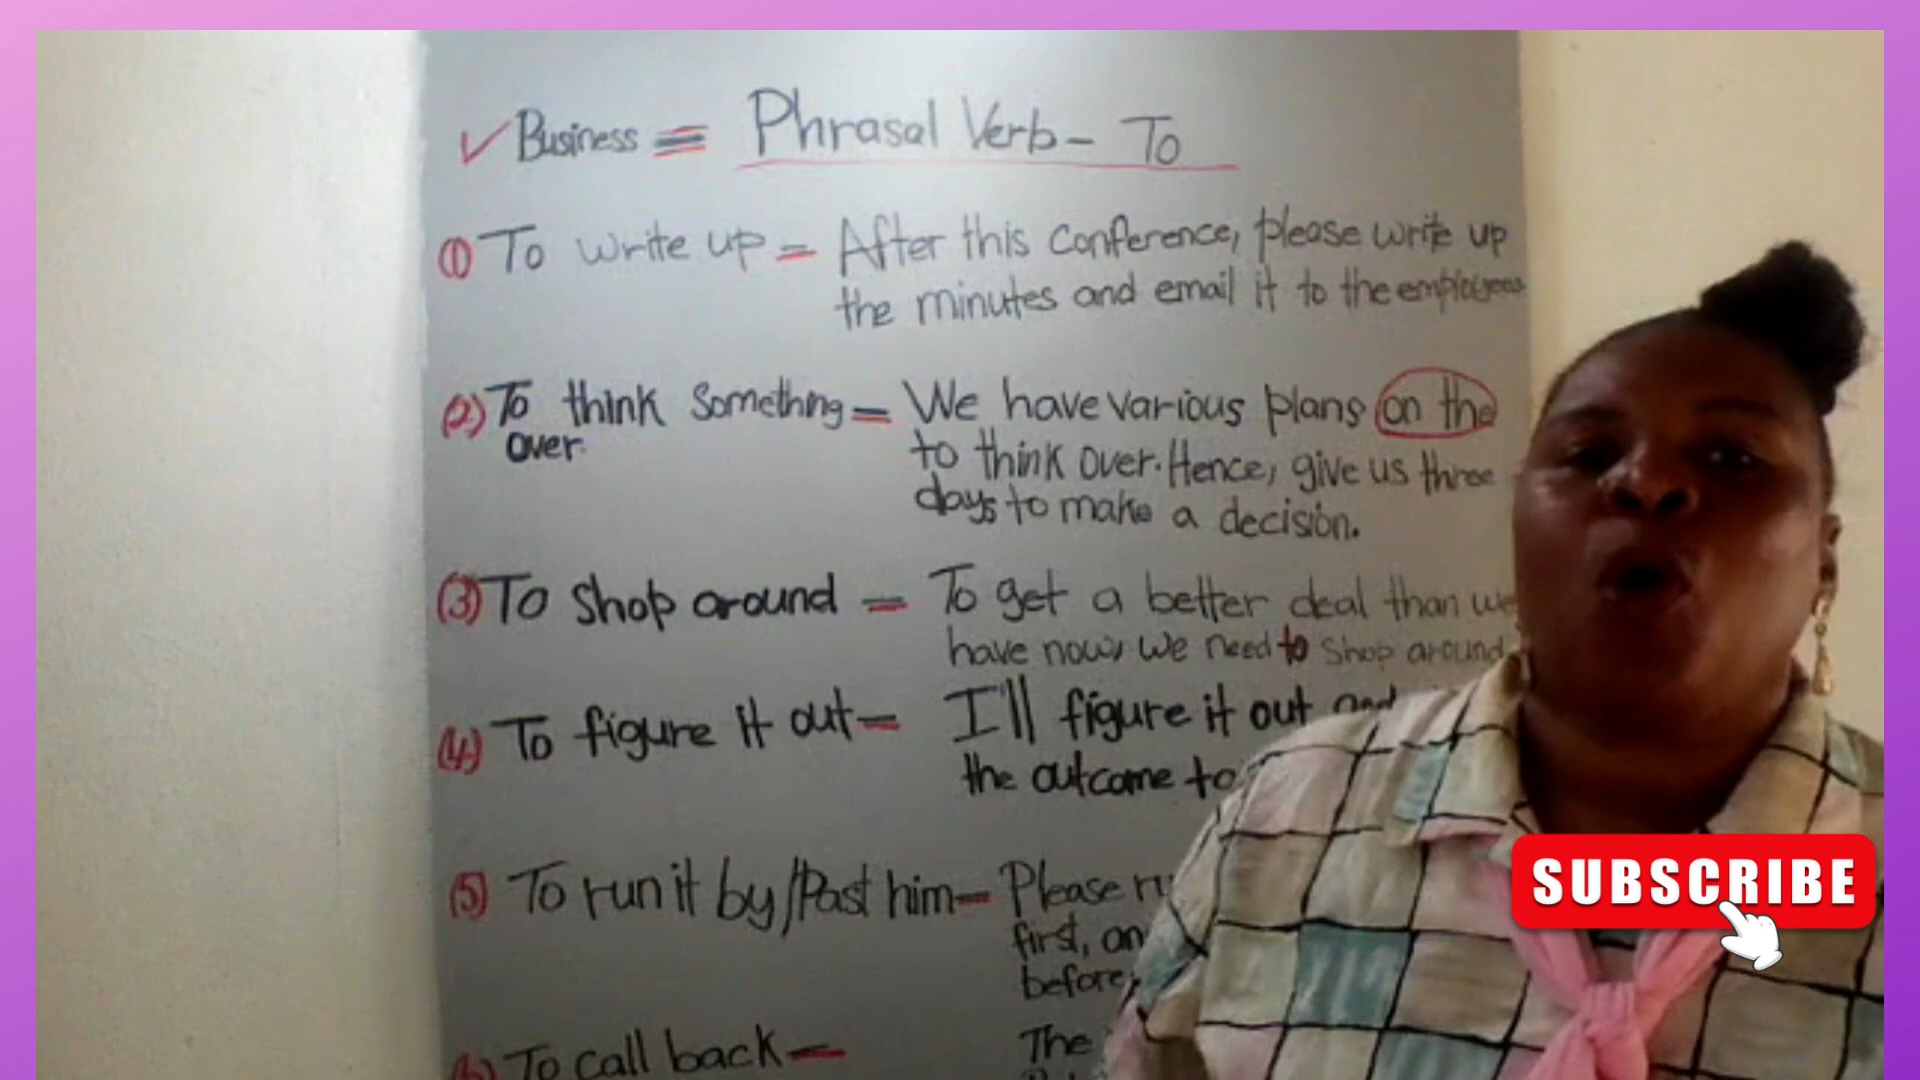 ✓ Business = Phrasal Verb - To
(1) To write up = After this conference, please write up
the minutes and email it to the employees
(2) To think something = We have various plans on the
over.
to think over. Hence, give us three
days to make a decision.
(3) To shop around = To get a better deal than we
have now, we need to shop around
(4) To figure it out = I'll figure it out and
the outcome to
(5) To run it by/Past him = Please
first,
before,
To call back = The
SUBSCRIBE